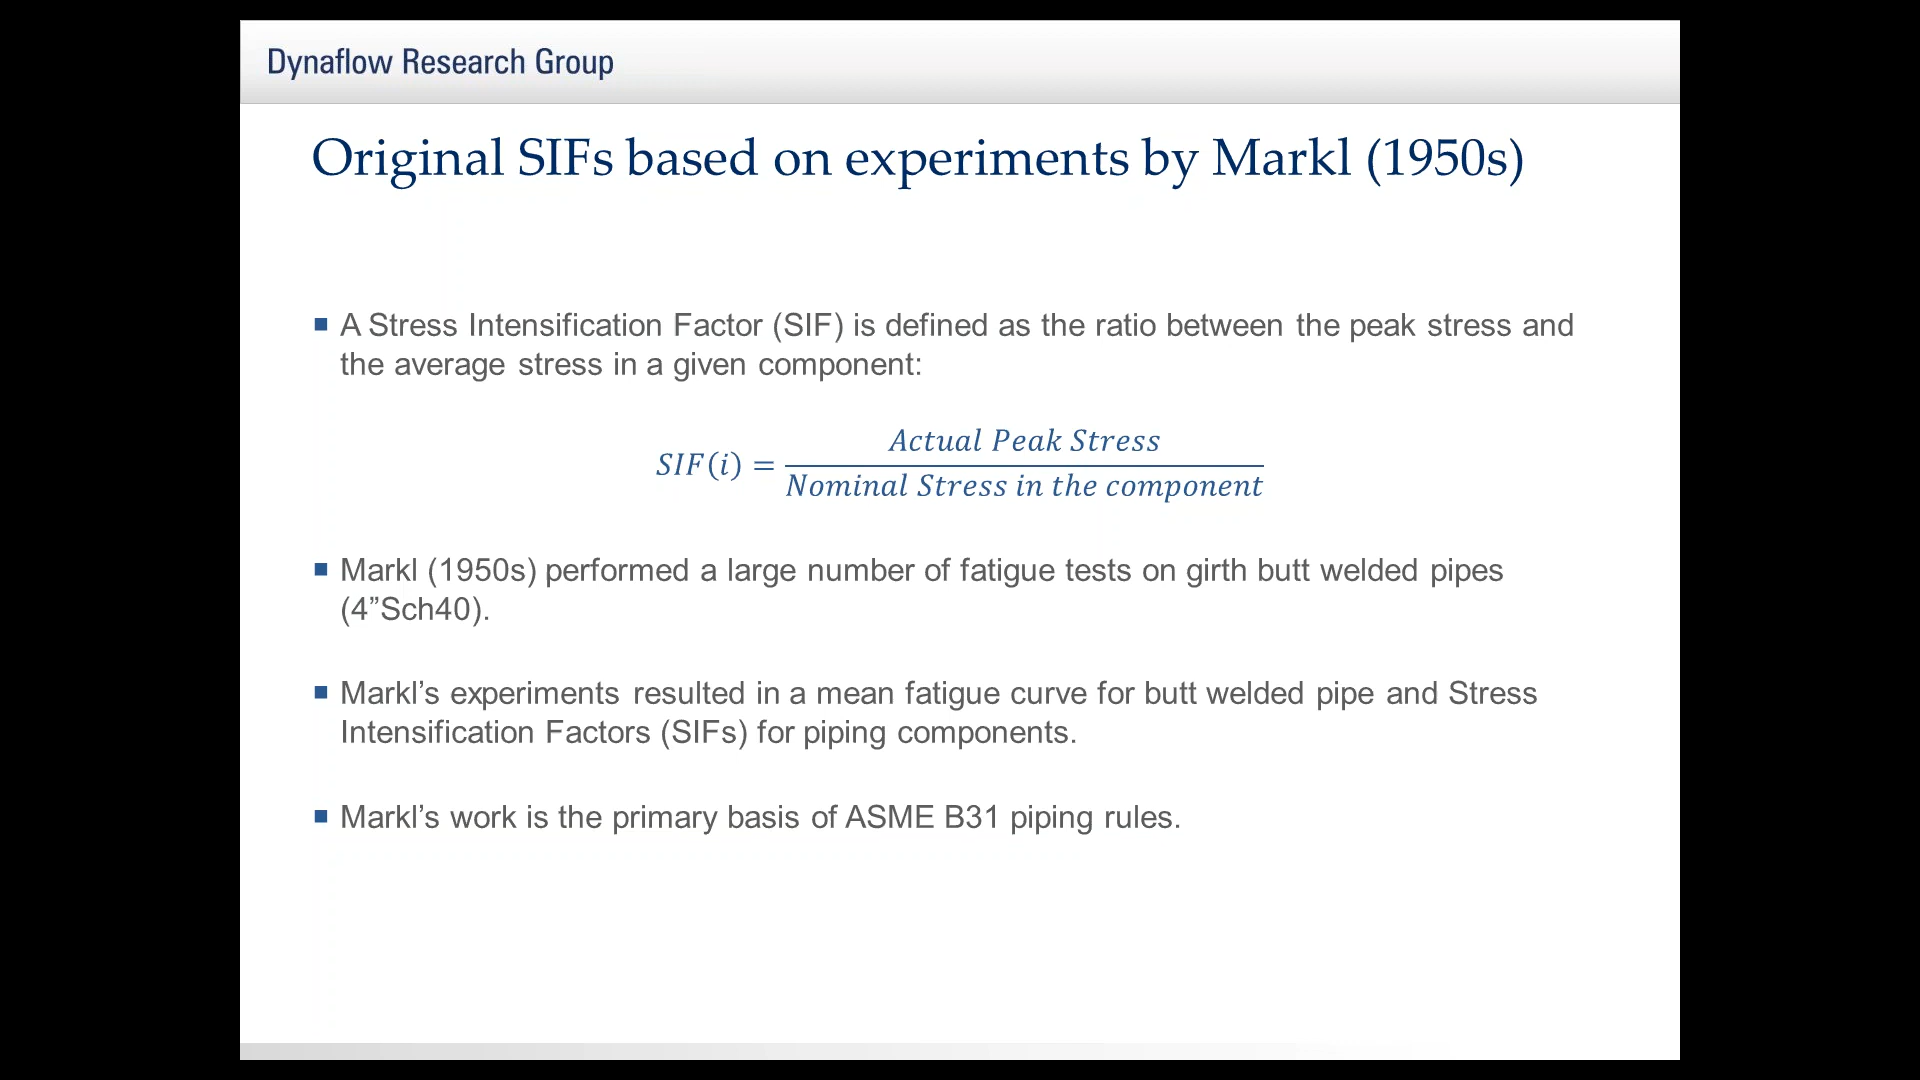 Dynaflow Research Group
Original SIFs based on experiments by Markl (1950s)
A Stress Intensification Factor (SIF) is defined as the ratio between the peak stress and
the average stress in a given component:
SIF(i) = Actual Peak Stress / Nominal Stress in the component
Markl (1950s) performed a large number of fatigue tests on girth butt welded pipes
(4”Sch40).
Markl’s experiments resulted in a mean fatigue curve for butt welded pipe and Stress
Intensification Factors (SIFs) for piping components.
Markl’s work is the primary basis of ASME B31 piping rules.